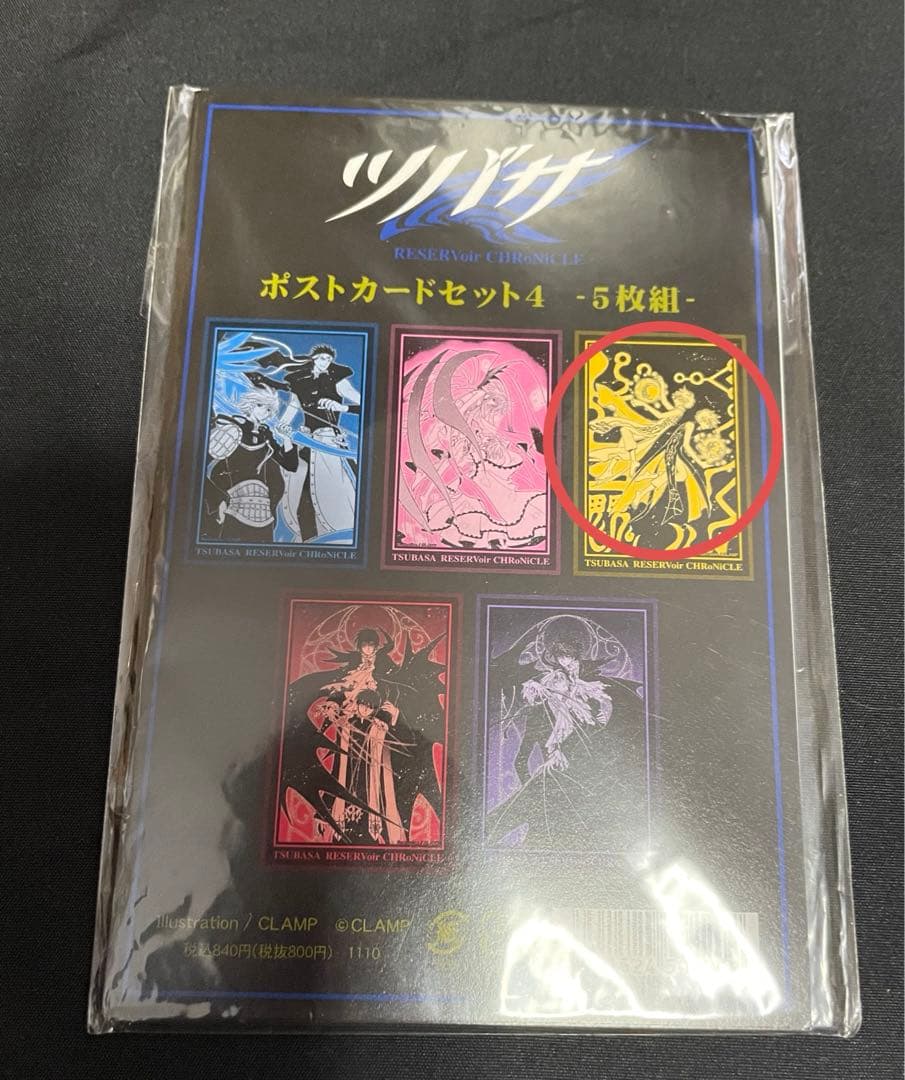 ツバサ
RESERVoir CHRoNiCLE
ポストカードセット4 -5枚組-
TSUBASA RESERVoir CHRoNiCLE
TSUBASA RESERVoir CHRoNiCLE
TSUBASA RESERVoir CHRoNiCLE
TSUBASA RESERVoir CHRoNiCLE
Illustration / CLAMP ©CLAMP
税込840円(税抜800円) 1110